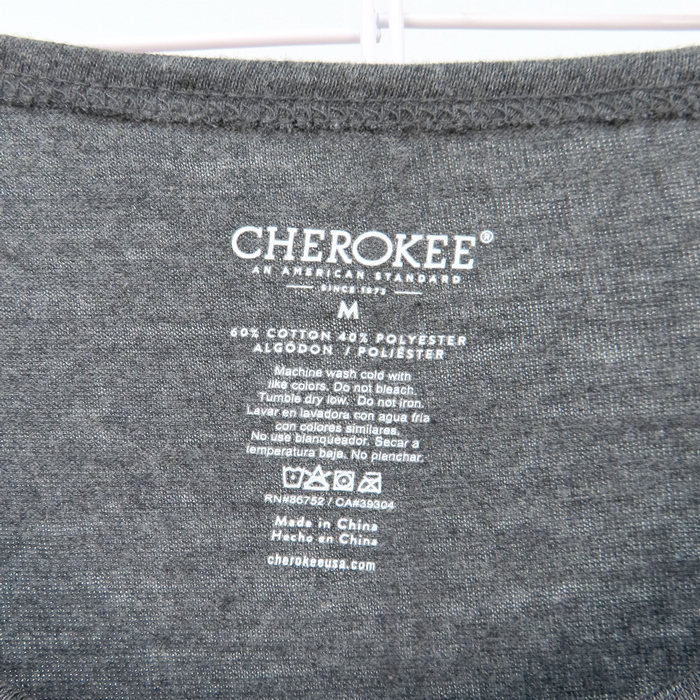 CHEROKEE®
AN AMERICAN STANDARD
SINCE 1973
M
60% COTTON 40% POLYESTER
ALGODON / POLIESTER
Machine wash cold with
like colors. Do not bleach.
Tumble dry low. Do not iron.
Lavar en lavadora con agua fria
con colores similares.
No use blanqueador. Secar a
temperatura baja. No planchar.
RN#86752 / CA#39304
Made in China
Hecho en China
cherokeeusa.com